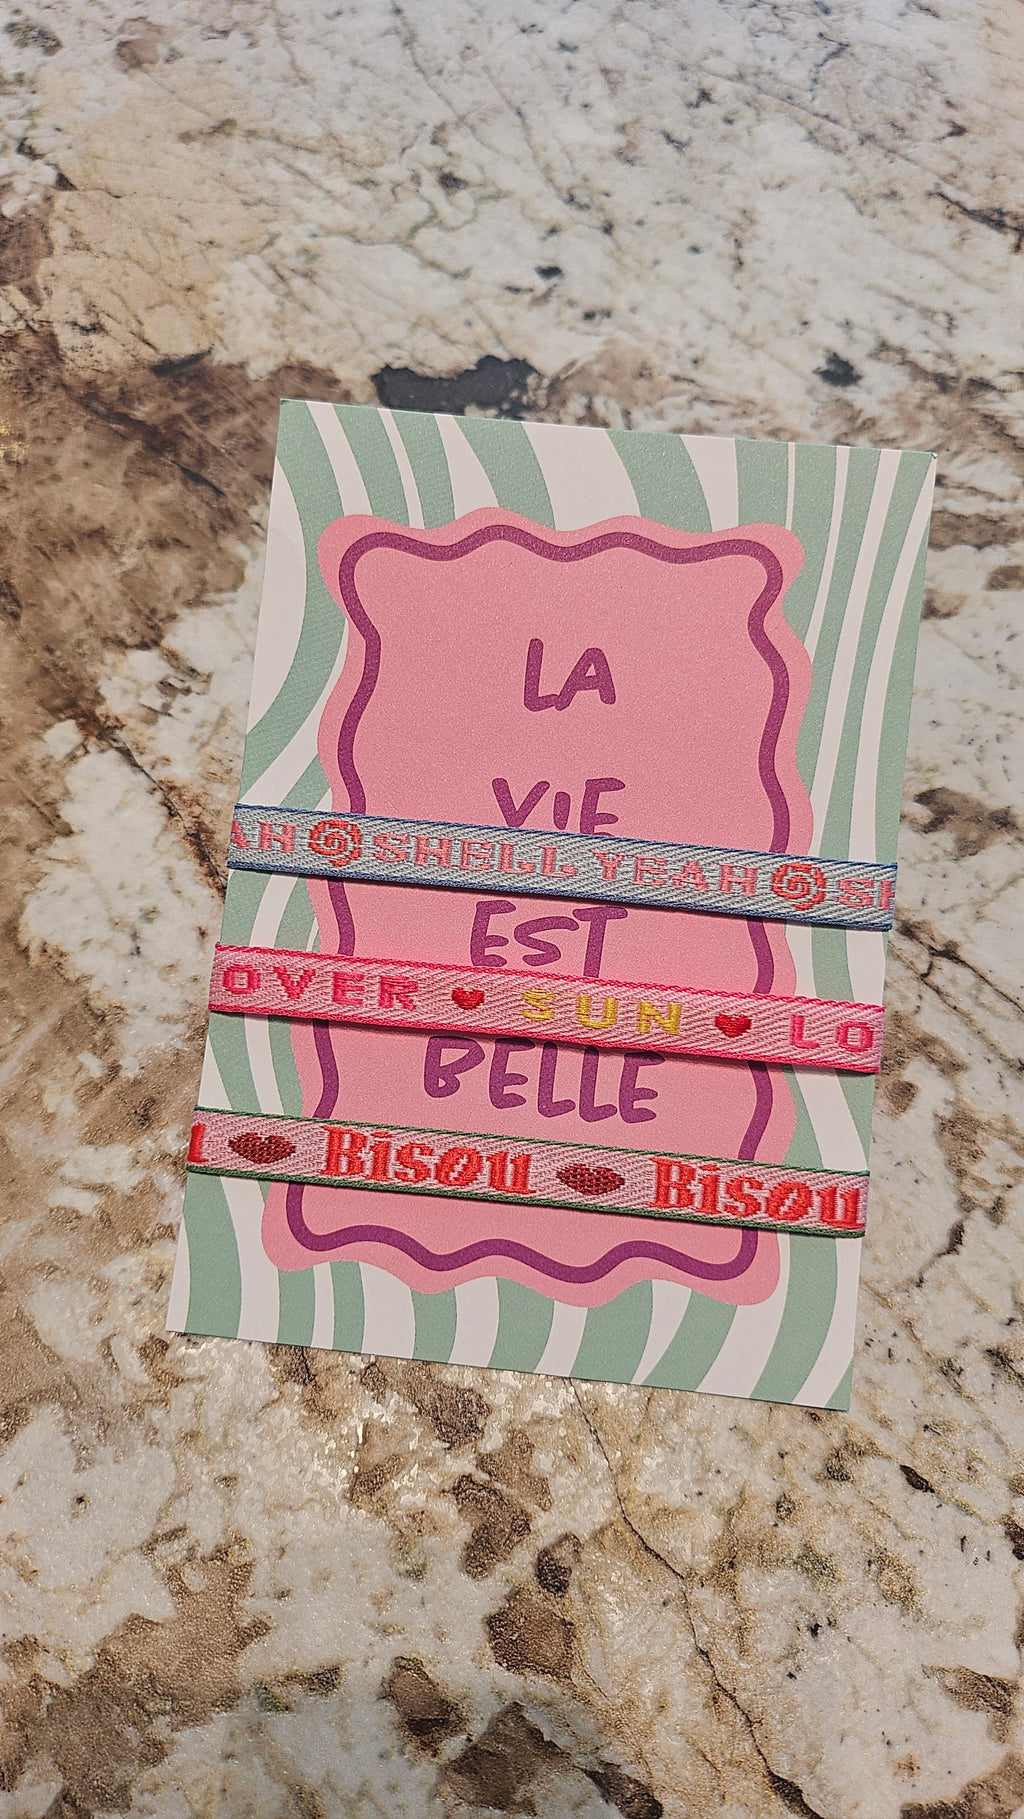 LA
VIE
AH SHELL YEAH SH
EST
OVER SUN LO
BELLE
Bisou Bisou